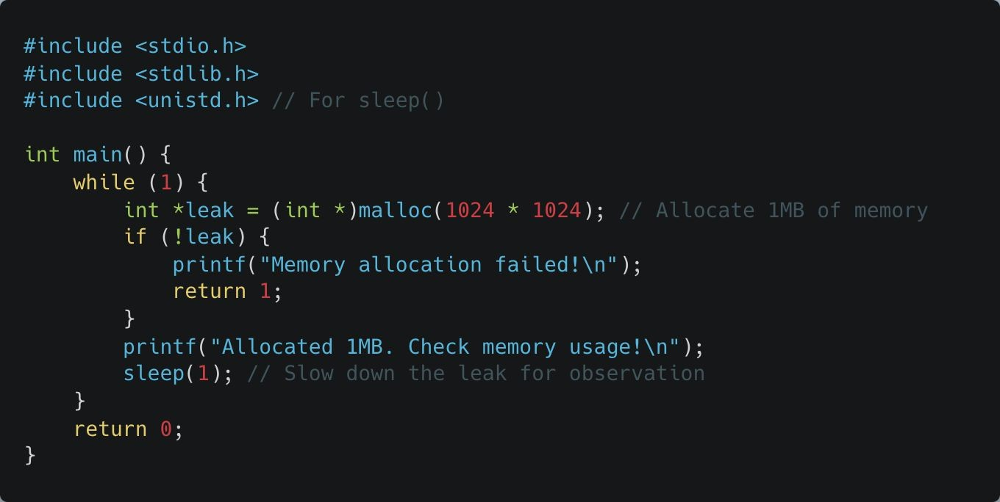 #include <stdio.h>
#include <stdlib.h>
#include <unistd.h> // For sleep()

int main() {
    while (1) {
        int *leak = (int *)malloc(1024 * 1024); // Allocate 1MB of memory
        if (!leak) {
            printf("Memory allocation failed!\n");
            return 1;
        }
        printf("Allocated 1MB. Check memory usage!\n");
        sleep(1); // Slow down the leak for observation
    }
    return 0;
}